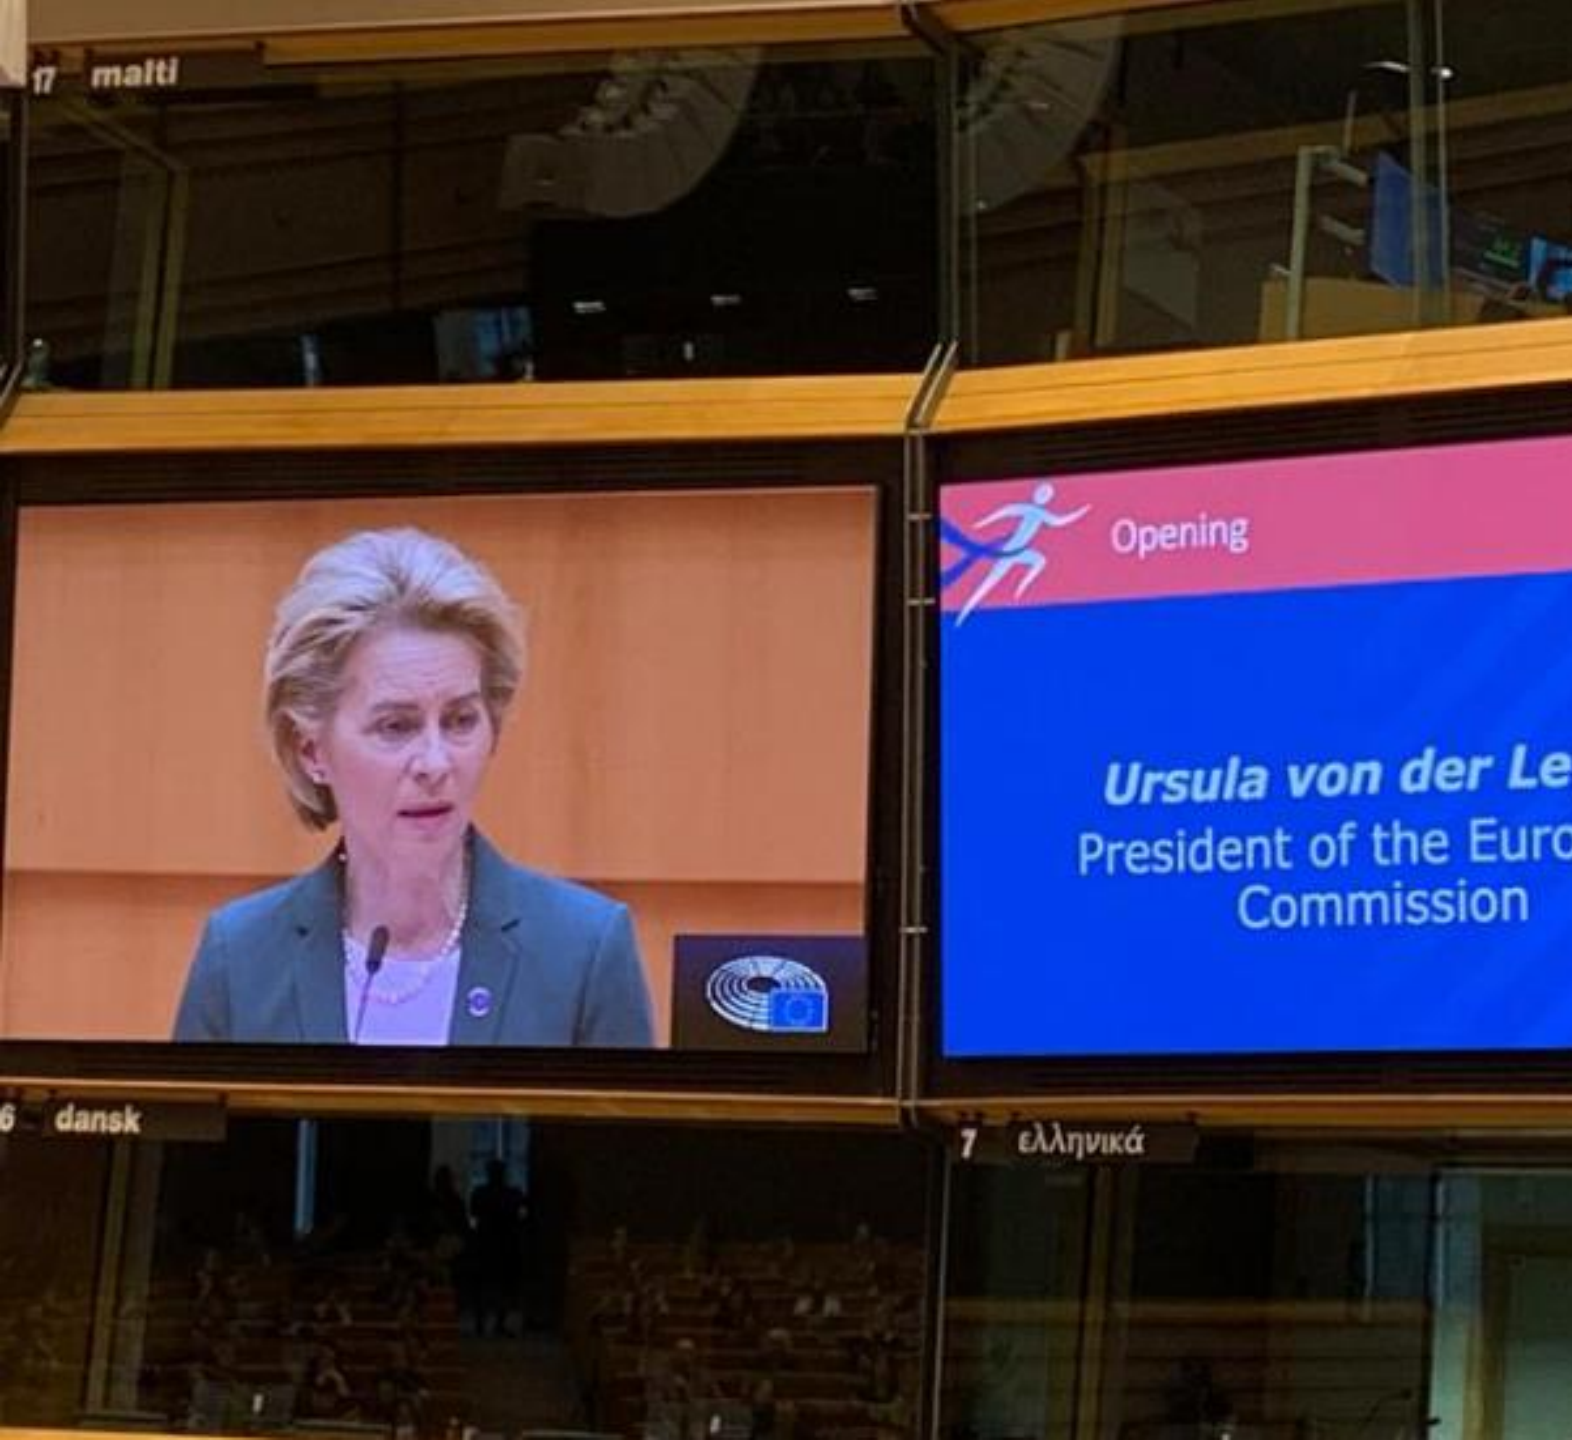 17 malti
Opening
Ursula von der Le
President of the Euro
Commission
6 dansk
7 ελληνικά